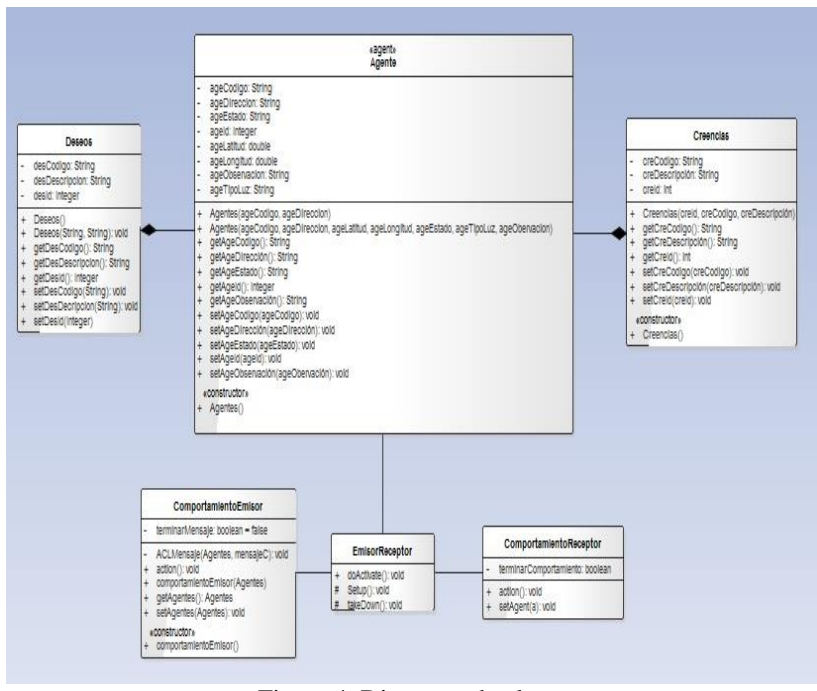 «agent»
Agente
- ageCodigo: String
- ageDireccion: String
- ageEstado: String
- ageId: Integer
- ageLatitud: double
- ageLongitud: double
- ageObservacion: String
- ageTipoLuz: String
+ Agentes(ageCodigo, ageDireccion)
+ Agentes(ageCodigo, ageDireccion, ageLatitud, ageLongitud, ageEstado, ageTipoLuz, ageObervacion)
+ getAgeCodigo(): String
+ getAgeDirección(): String
+ getAgeEstado(): String
+ getAgeId(): Integer
+ getAgeObservación(): String
+ setAgeCodigo(ageCodigo): void
+ setAgeDirección(ageDirección): void
+ setAgeEstado(ageEstado): void
+ setAgeId(ageId): void
+ setAgeObservación(ageObervación): void
«constructor»
+ Agentes()
Deseos
- desCodigo: String
- desDescripcion: String
- desId: Integer
+ Deseos()
+ Deseos(String, String): void
+ getDesCodigo(): String
+ getDesDescripcion(): String
+ getDesId(): Integer
+ setDesCodigo(String): void
+ setDesDecripcion(String): void
+ setDesId(Integer)
Creencias
- creCodigo: String
- creDescripción: String
- creId: int
+ Creencias(creId, creCodigo, creDescripción)
+ getCreCodigo(): String
+ getCreDescripción(): String
+ getCreId(): int
+ setCreCodigo(creCodigo): void
+ setCreDescripción(creDescripción): void
+ setCreId(creId): void
«constructor»
+ Creencias()
ComportamientoEmisor
- terminarMensaje: boolean = false
- ACLMensaje(Agentes, mensajeC): void
+ action(): void
+ comportamientoEmisor(Agentes)
+ getAgentes(): Agentes
+ setAgentes(Agentes): void
«constructor»
+ comportamientoEmisor()
EmisorReceptor
+ doActivate(): void
# Setup(): void
# takeDown(): void
ComportamientoReceptor
- terminarComportamiento: boolean
+ action(): void
+ setAgent(a): void